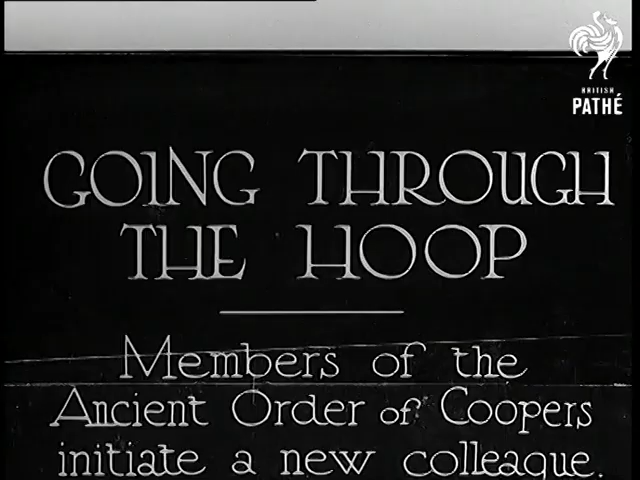 BRITISH
PATHÉ
GOING THROUGH
THE HOOP
Members of the
Ancient Order of Coopers
initiate a new colleague.